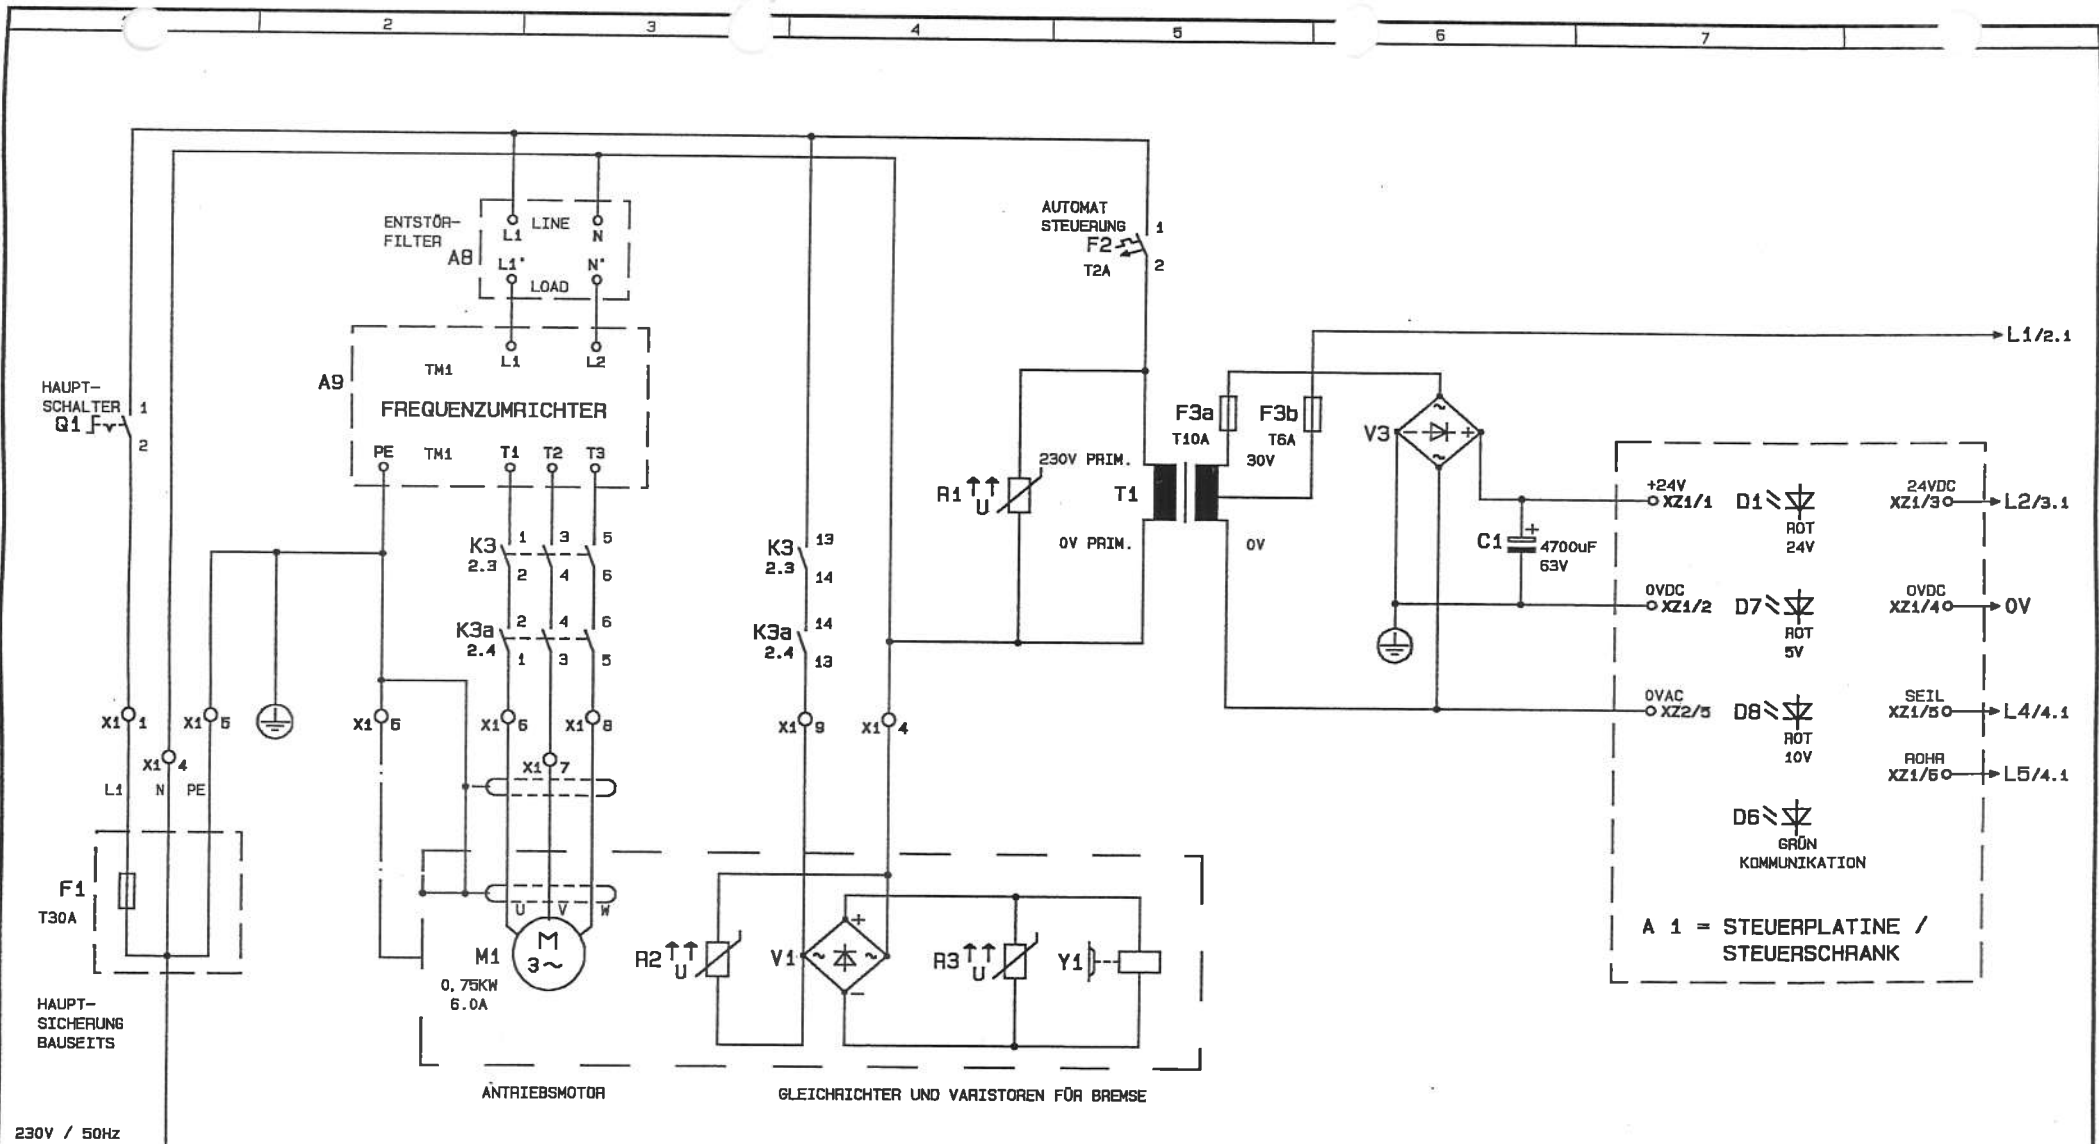 2
3
4
5
6
7
ENTSTÖR-
FILTER
A8
L1
LINE
N
L1'
N'
LOAD
AUTOMAT
STEUERUNG
F2
T2A
1
2
L1/2.1
A9
TM1
L1
L2
FREQUENZUMRICHTER
PE
TM1
T1
T2
T3
HAUPT-
SCHALTER
Q1
1
2
F3a
T10A
F3b
T6A
30V
V3
~
- +
~
230V PRIM.
R1
U
T1
0V PRIM.
0V
C1
+
4700uF
63V
+24V
XZ1/1
D1
ROT
24V
24VDC
XZ1/3
L2/3.1
0VDC
XZ1/2
D7
ROT
5V
0VDC
XZ1/4
0V
0VAC
XZ2/5
D8
ROT
10V
SEIL
XZ1/5
L4/4.1
ROHR
XZ1/6
L5/4.1
D6
GRÜN
KOMMUNIKATION
A 1 = STEUERPLATINE /
STEUERSCHRANK
K3
2.3
1 3 5
2 4 6
K3a
2.4
2 4 6
1 3 5
K3
2.3
13
14
K3a
2.4
14
13
X1 1
X1 4
X1 5
X1 5
X1 6
X1 7
X1 8
X1 9
X1 4
L1 N PE
F1
T30A
HAUPT-
SICHERUNG
BAUSEITS
U V W
M
3~
M1
0,75KW
6.0A
R2
U
V1
+
~ ~
-
R3
U
Y1
ANTRIEBSMOTOR
GLEICHRICHTER UND VARISTOREN FÜR BREMSE
230V / 50Hz